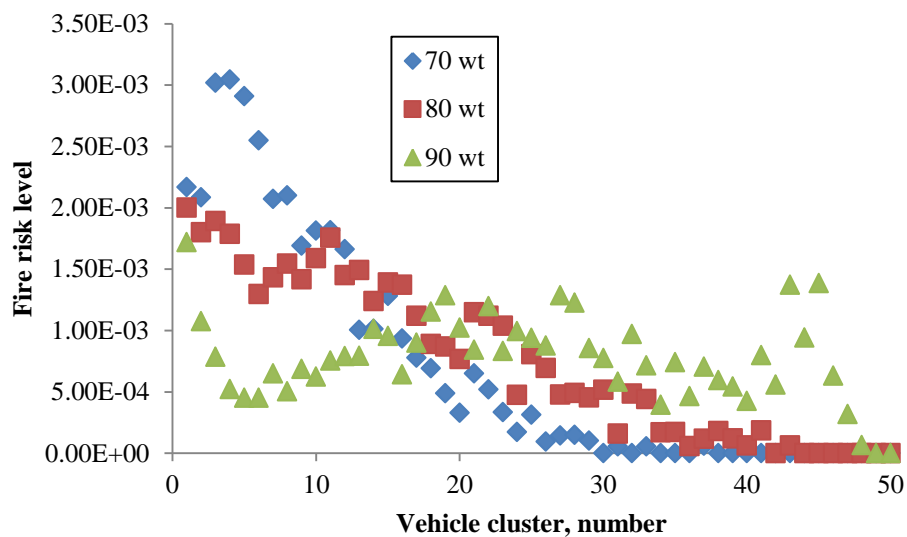 3.50E-03
3.00E-03
2.50E-03
2.00E-03
1.50E-03
1.00E-03
5.00E-04
0.00E+00
Fire risk level
70 wt
80 wt
90 wt
0 10 20 30 40 50
Vehicle cluster, number